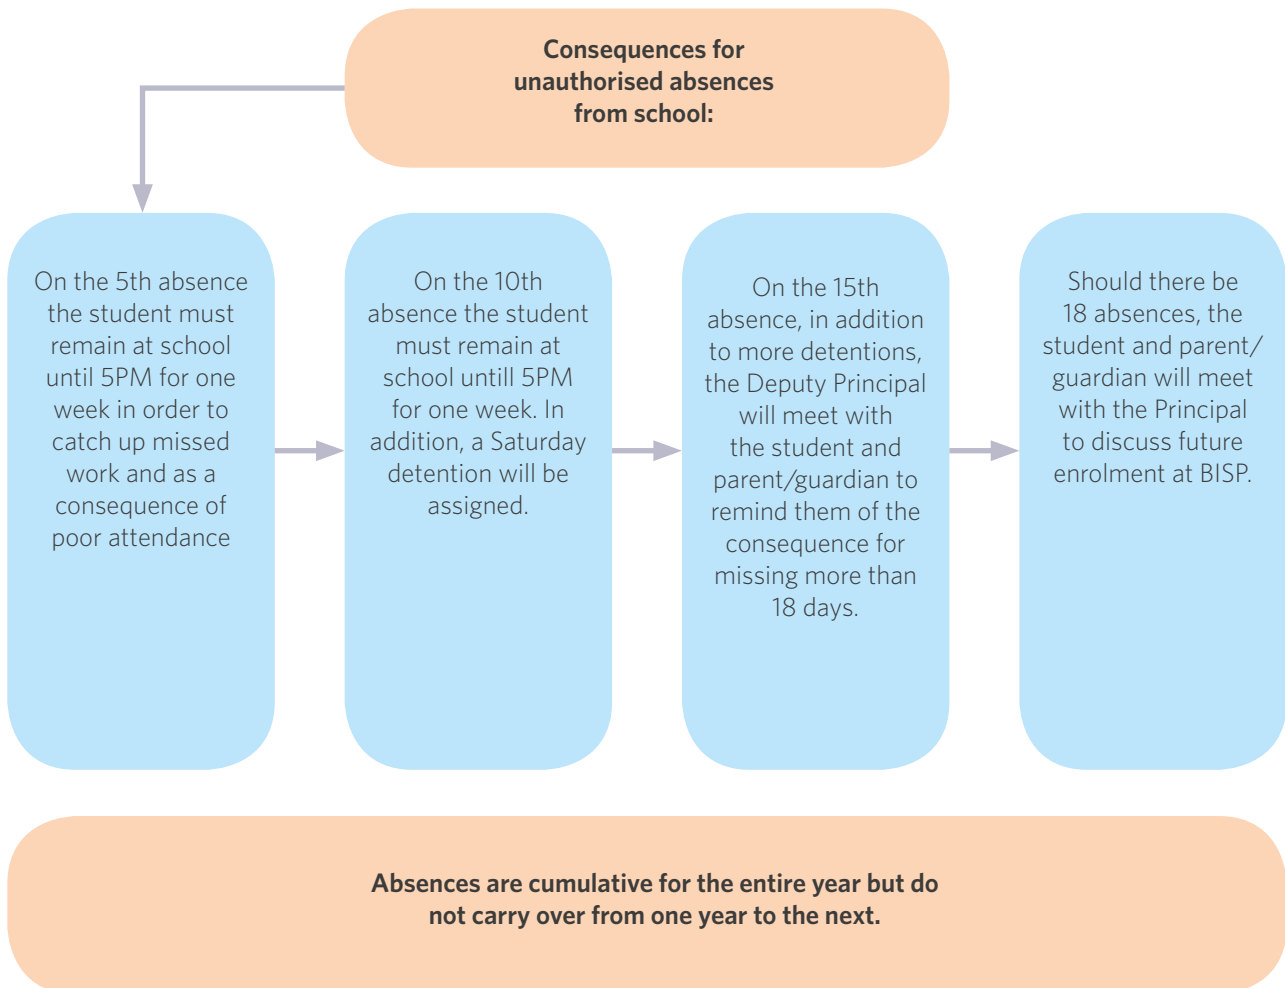 Consequences for
unauthorised absences
from school:
On the 5th absence
the student must
remain at school
until 5PM for one
week in order to
catch up missed
work and as a
consequence of
poor attendance
On the 10th
absence the student
must remain at
school untill 5PM
for one week. In
addition, a Saturday
detention will be
assigned.
On the 15th
absence, in addition
to more detentions,
the Deputy Principal
will meet with
the student and
parent/guardian to
remind them of the
consequence for
missing more than
18 days.
Should there be
18 absences, the
student and parent/
guardian will meet
with the Principal
to discuss future
enrolment at BISP.
Absences are cumulative for the entire year but do
not carry over from one year to the next.